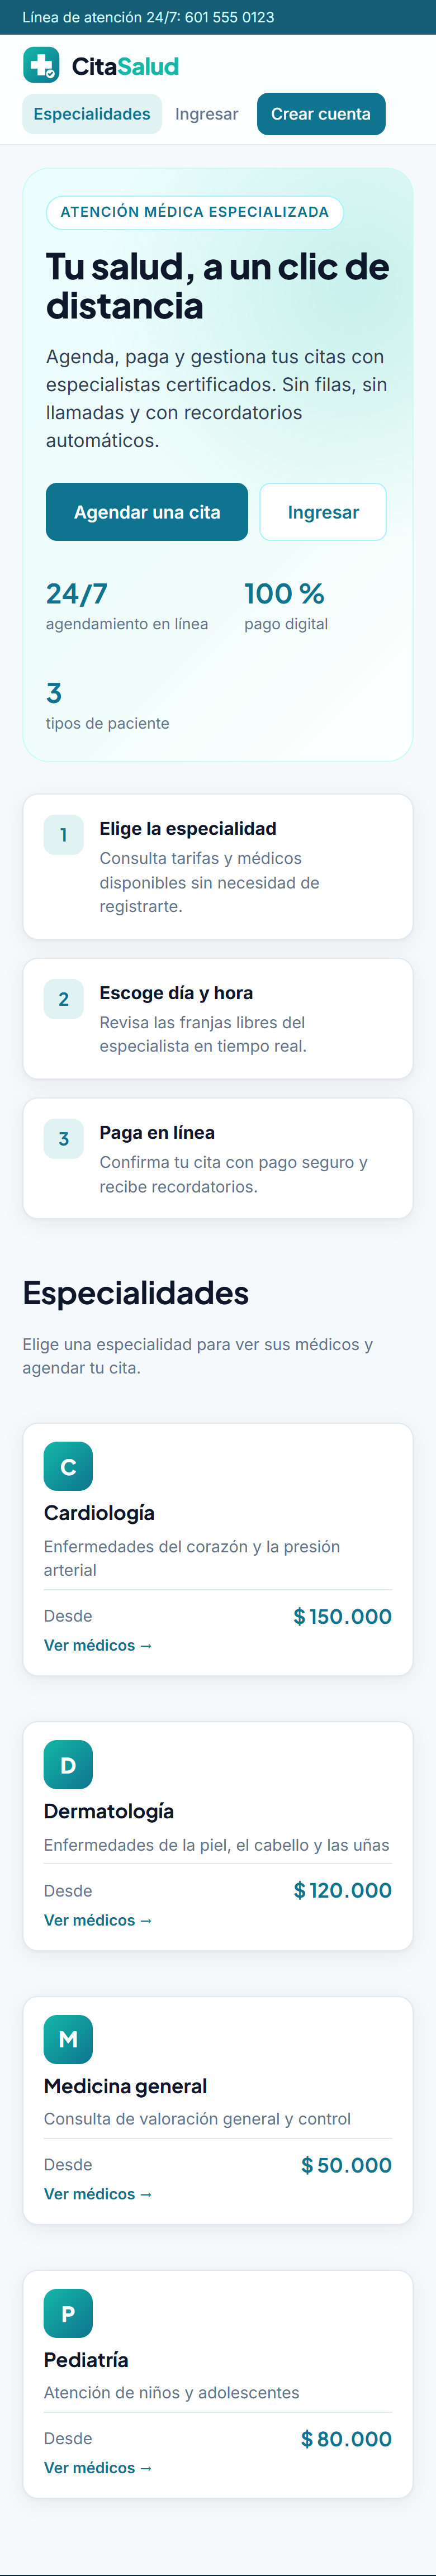 Línea de atención 24/7: 601 555 0123
CitaSalud
Especialidades Ingresar Crear cuenta
ATENCIÓN MÉDICA ESPECIALIZADA
Tu salud, a un clic de
distancia
Agenda, paga y gestiona tus citas con
especialistas certificados. Sin filas, sin
llamadas y con recordatorios
automáticos.
Agendar una cita Ingresar
24/7 100 %
agendamiento en línea pago digital
3
tipos de paciente
1 Elige la especialidad
Consulta tarifas y médicos
disponibles sin necesidad de
registrarte.
2 Escoge día y hora
Revisa las franjas libres del
especialista en tiempo real.
3 Paga en línea
Confirma tu cita con pago seguro y
recibe recordatorios.
Especialidades
Elige una especialidad para ver sus médicos y
agendar tu cita.
C
Cardiología
Enfermedades del corazón y la presión
arterial
Desde $ 150.000
Ver médicos →
D
Dermatología
Enfermedades de la piel, el cabello y las uñas
Desde $ 120.000
Ver médicos →
M
Medicina general
Consulta de valoración general y control
Desde $ 50.000
Ver médicos →
P
Pediatría
Atención de niños y adolescentes
Desde $ 80.000
Ver médicos →